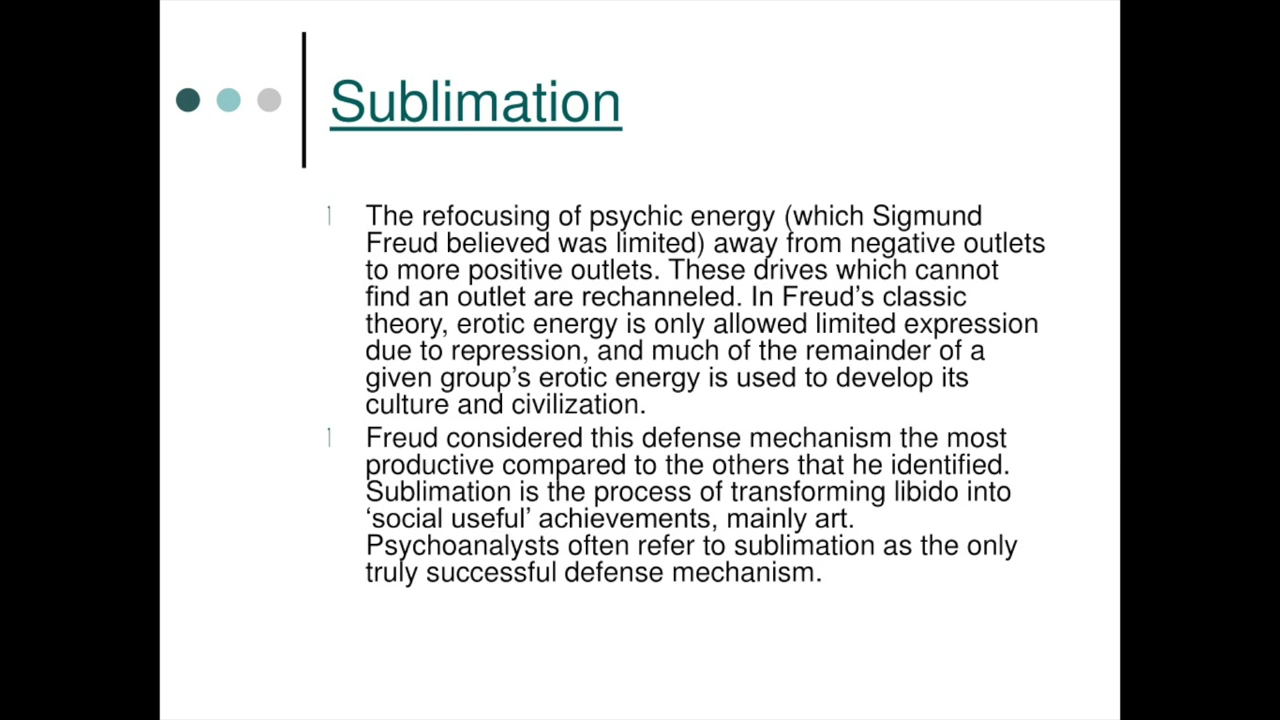 Sublimation
The refocusing of psychic energy (which Sigmund
Freud believed was limited) away from negative outlets
to more positive outlets. These drives which cannot
find an outlet are rechanneled. In Freud’s classic
theory, erotic energy is only allowed limited expression
due to repression, and much of the remainder of a
given group’s erotic energy is used to develop its
culture and civilization.
Freud considered this defense mechanism the most
productive compared to the others that he identified.
Sublimation is the process of transforming libido into
‘social useful’ achievements, mainly art.
Psychoanalysts often refer to sublimation as the only
truly successful defense mechanism.